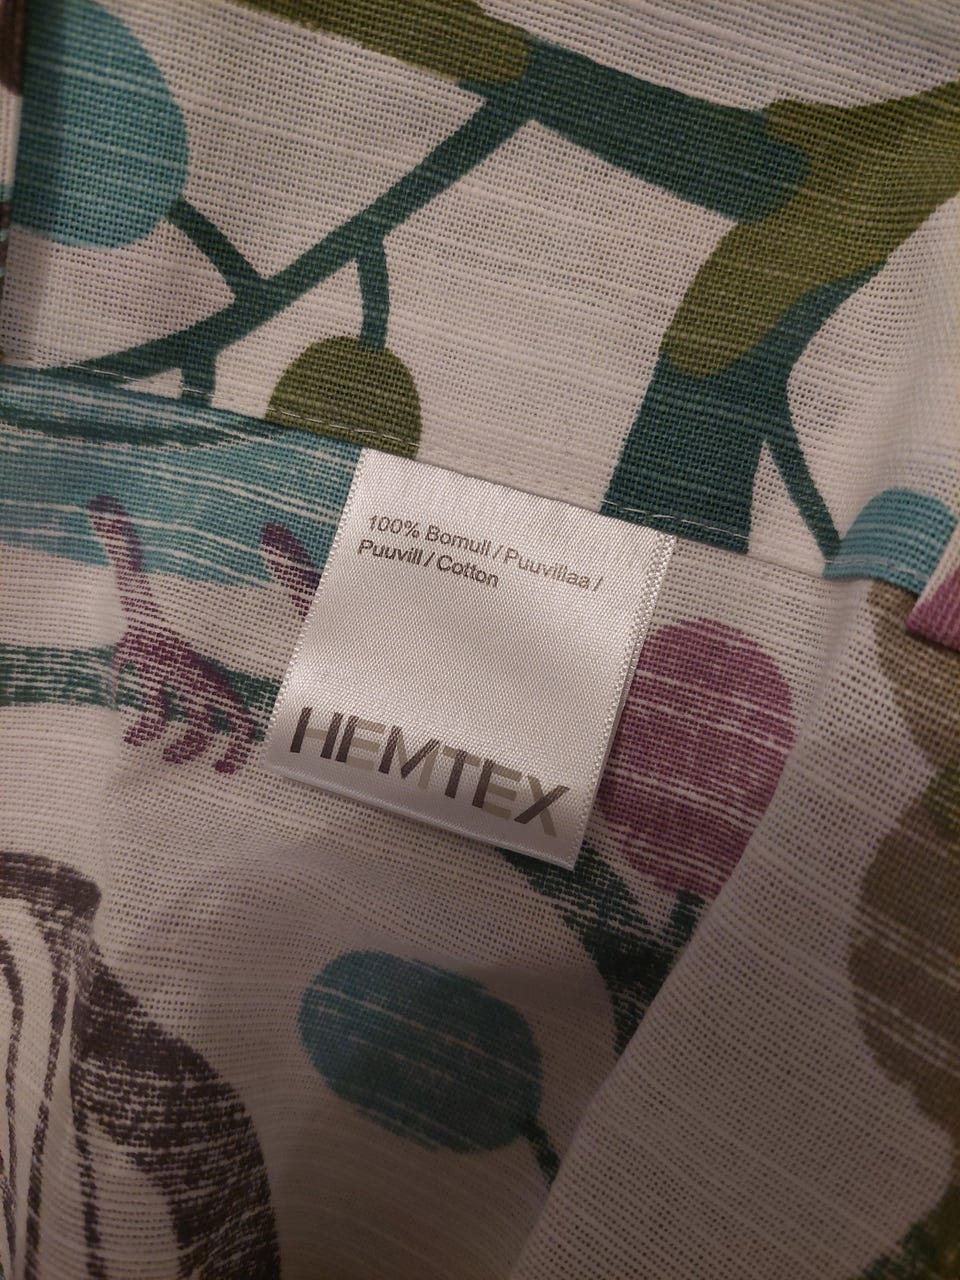 100% Bomull / Puuvillaa /
Puuvill / Cotton
HEMTEX